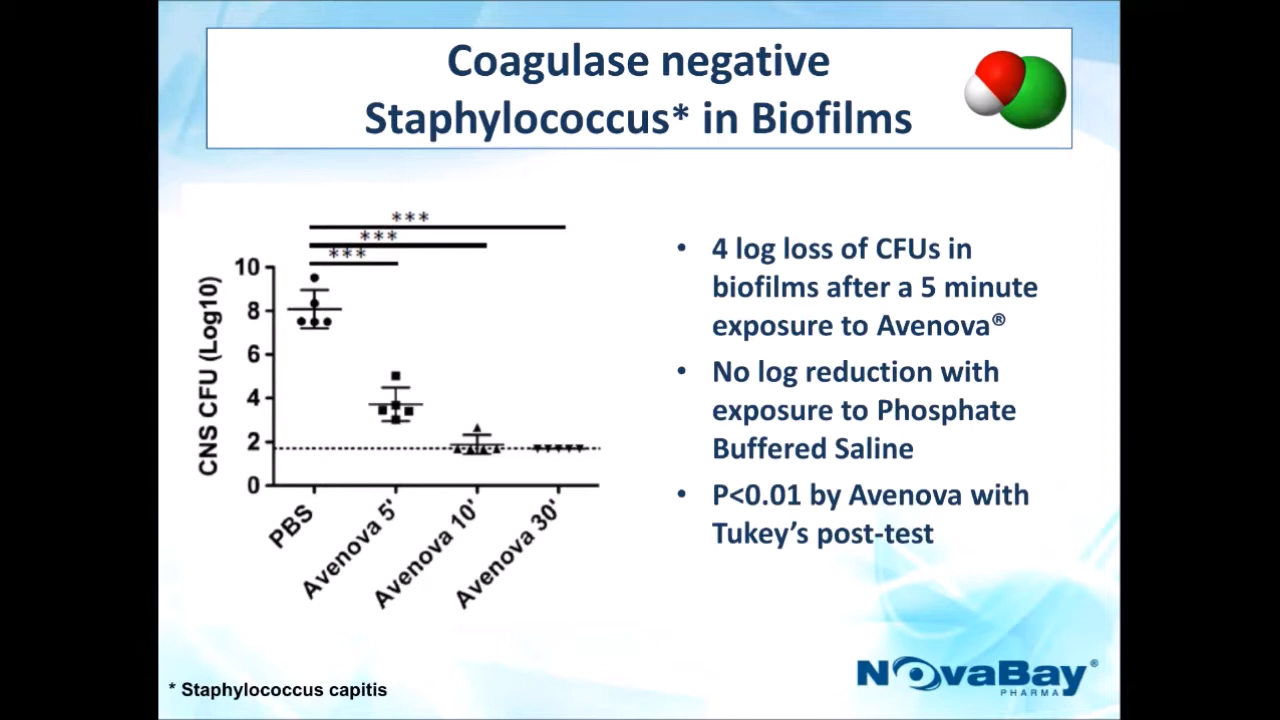 Coagulase negative
Staphylococcus* in Biofilms
***
***
***
10
8
6
4
2
0
CNS CFU (Log10)
PBS
Avenova 5'
Avenova 10'
Avenova 30'
• 4 log loss of CFUs in
biofilms after a 5 minute
exposure to Avenova®
• No log reduction with
exposure to Phosphate
Buffered Saline
• P<0.01 by Avenova with
Tukey’s post-test
* Staphylococcus capitis
NovaBay®
PHARMA